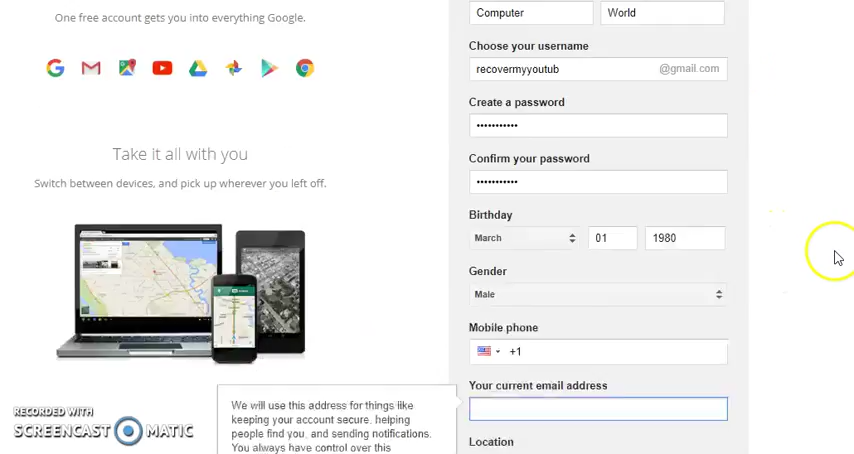 One free account gets you into everything Google.
Take it all with you
Switch between devices, and pick up wherever you left off.
Computer
World
Choose your username
recovermyyoutub
@gmail.com
Create a password
•••••••••••
Confirm your password
•••••••••••
Birthday
March
01
1980
Gender
Male
Mobile phone
+1
Your current email address
We will use this address for things like
keeping your account secure, helping
people find you, and sending notifications.
You always have control over this
Location
RECORDED WITH
SCREENCAST MATIC